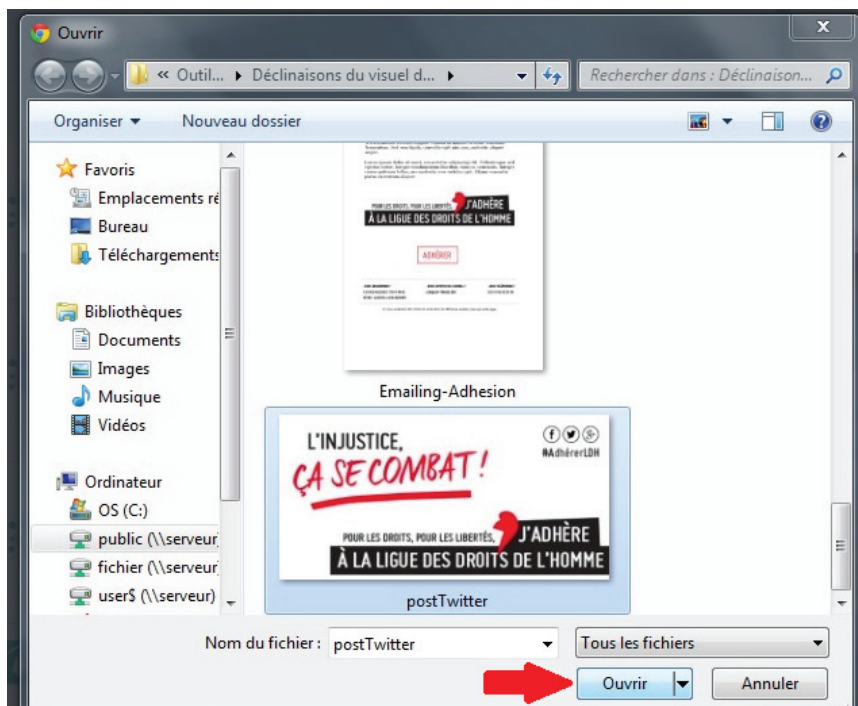 Ouvrir
x
« Outil... ▸ Déclinaisons du visuel d... ▸
Rechercher dans : Déclinaison...
Organiser
Nouveau dossier
Favoris
Emplacements ré
Bureau
Téléchargements
Bibliothèques
Documents
Images
Musique
Vidéos
Ordinateur
OS (C:)
public (\\serveur
fichier (\\serveur
user$ (\\serveur)
POUR LES DROITS, POUR LES LIBERTÉS, J'ADHÈRE
À LA LIGUE DES DROITS DE L'HOMME
ADHÉRER
Emailing-Adhesion
L'INJUSTICE,
ÇA SE COMBAT !
#AdhérerLDH
POUR LES DROITS, POUR LES LIBERTÉS, J'ADHÈRE
À LA LIGUE DES DROITS DE L'HOMME
postTwitter
Nom du fichier : postTwitter
Tous les fichiers
Ouvrir
Annuler